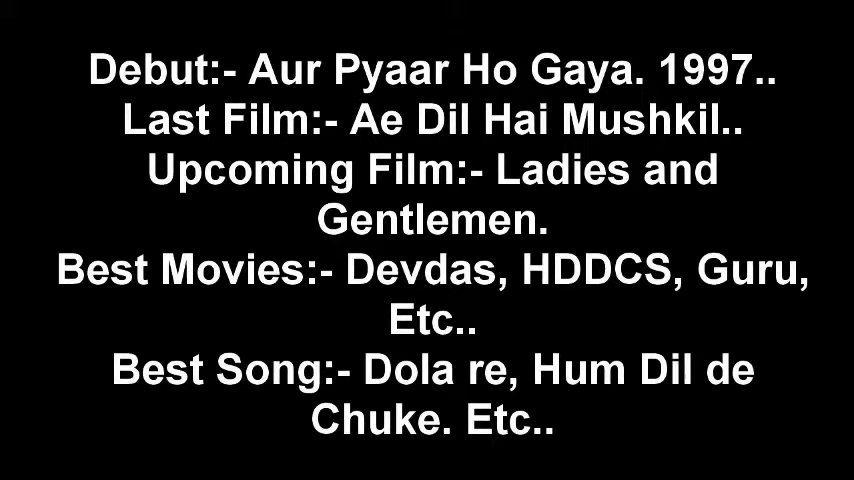 Debut:- Aur Pyaar Ho Gaya. 1997..
Last Film:- Ae Dil Hai Mushkil..
Upcoming Film:- Ladies and
Gentlemen.
Best Movies:- Devdas, HDDCS, Guru,
Etc..
Best Song:- Dola re, Hum Dil de
Chuke. Etc..